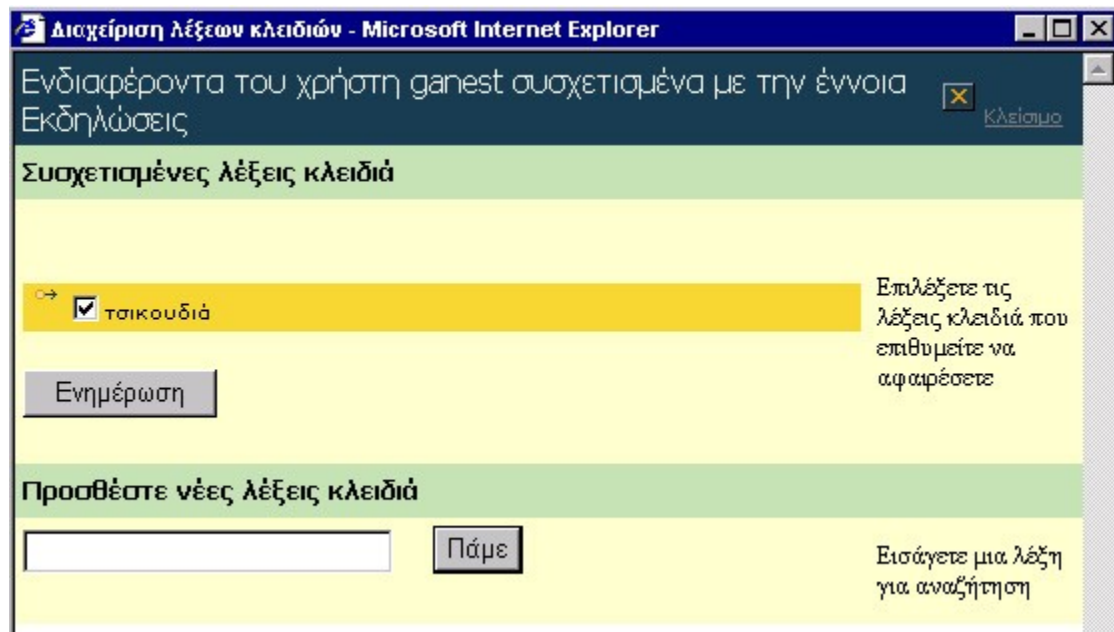 Διαχείριση λέξεων κλειδιών - Microsoft Internet Explorer
Ενδιαφέροντα του χρήστη ganest συσχετισμένα με την έννοια
Εκδηλώσεις
Κλείσιμο
Συσχετισμένες λέξεις κλειδιά
τσικουδιά
Επιλέξετε τις
λέξεις κλειδιά που
επιθυμείτε να
αφαιρέσετε
Ενημέρωση
Προσθέστε νέες λέξεις κλειδιά
Πάμε
Εισάγετε μια λέξη
για αναζήτηση